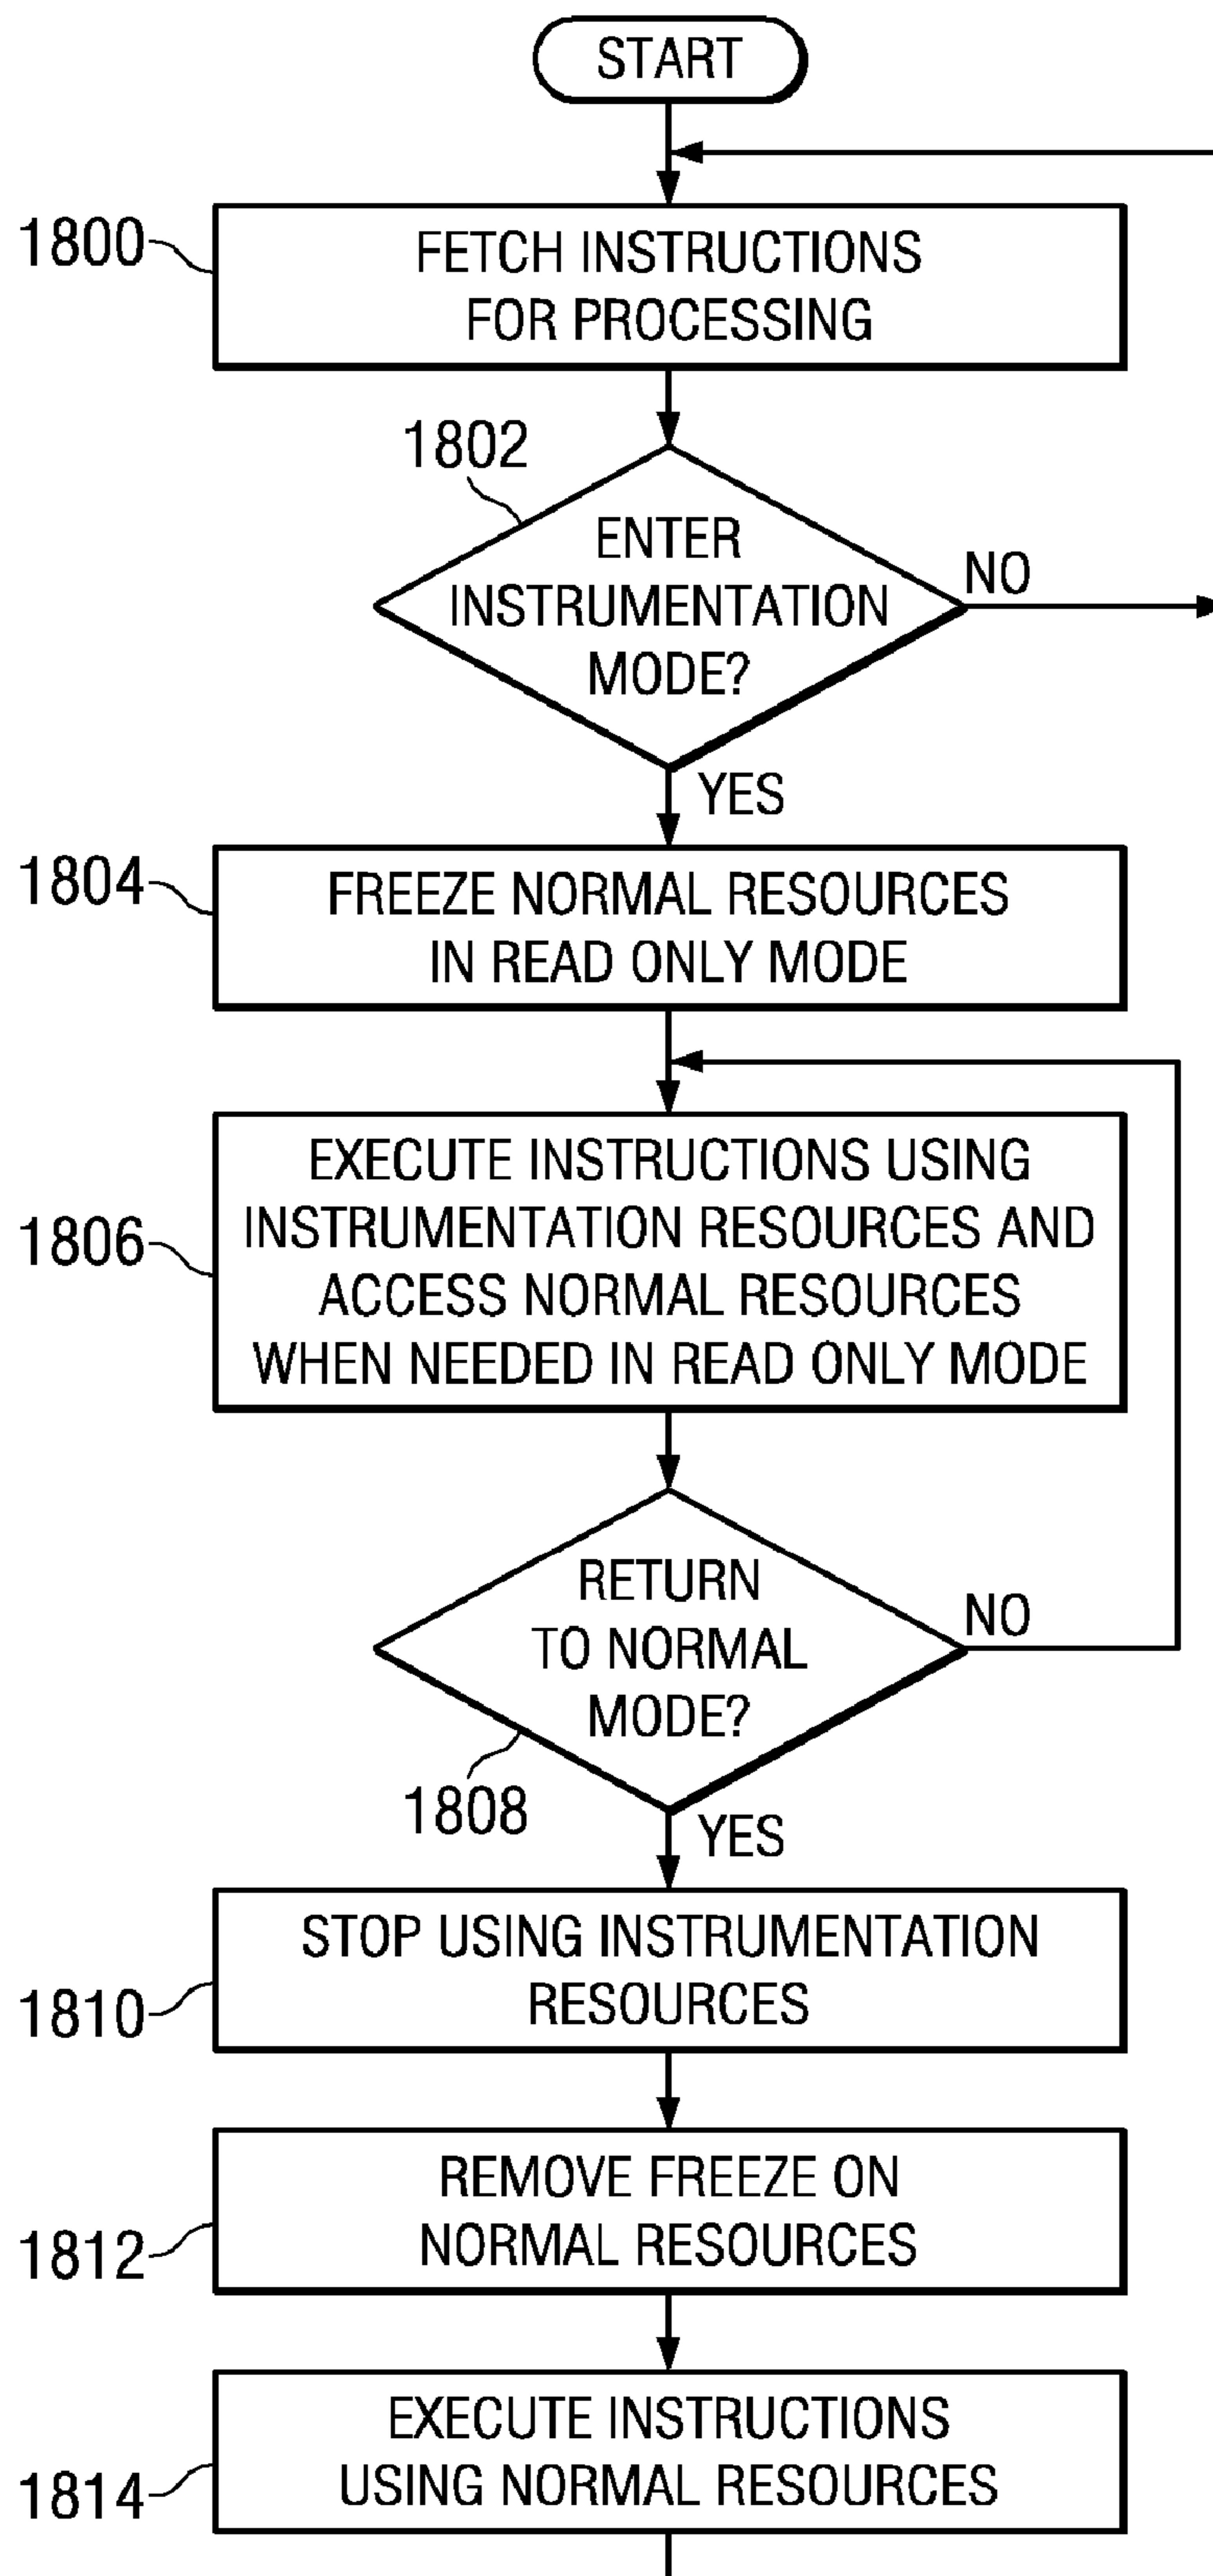 START
1800
FETCH INSTRUCTIONS
FOR PROCESSING
1802
ENTER
INSTRUMENTATION
MODE?
NO
YES
1804
FREEZE NORMAL RESOURCES
IN READ ONLY MODE
1806
EXECUTE INSTRUCTIONS USING
INSTRUMENTATION RESOURCES AND
ACCESS NORMAL RESOURCES
WHEN NEEDED IN READ ONLY MODE
RETURN
TO NORMAL
MODE?
NO
1808
YES
1810
STOP USING INSTRUMENTATION
RESOURCES
1812
REMOVE FREEZE ON
NORMAL RESOURCES
1814
EXECUTE INSTRUCTIONS
USING NORMAL RESOURCES